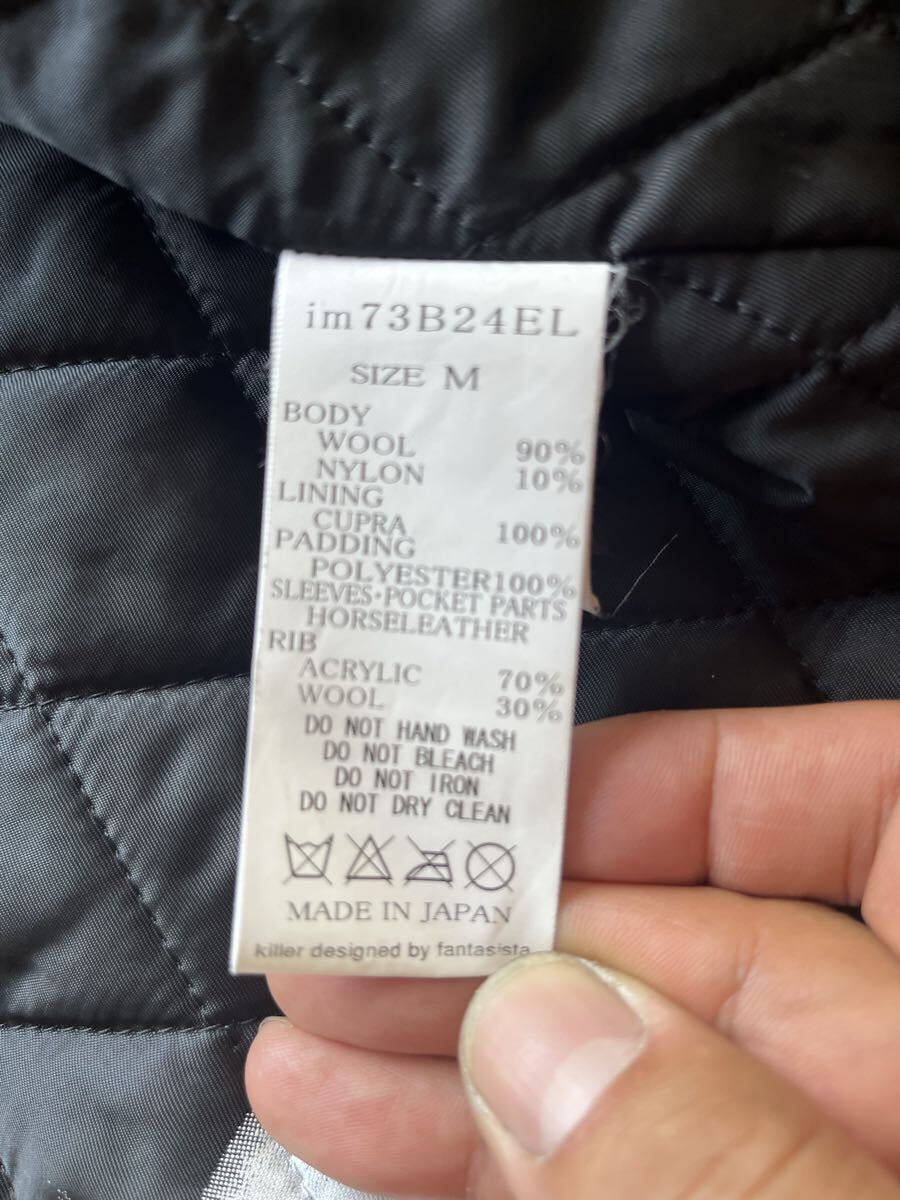 im73B24EL
SIZE M
BODY
WOOL 90%
NYLON 10%
LINING
CUPRA 100%
PADDING
POLYESTER100%
SLEEVES・POCKET PARTS
HORSELEATHER
RIB
ACRYLIC 70%
WOOL 30%
DO NOT HAND WASH
DO NOT BLEACH
DO NOT IRON
DO NOT DRY CLEAN
MADE IN JAPAN
killer designed by fantasista